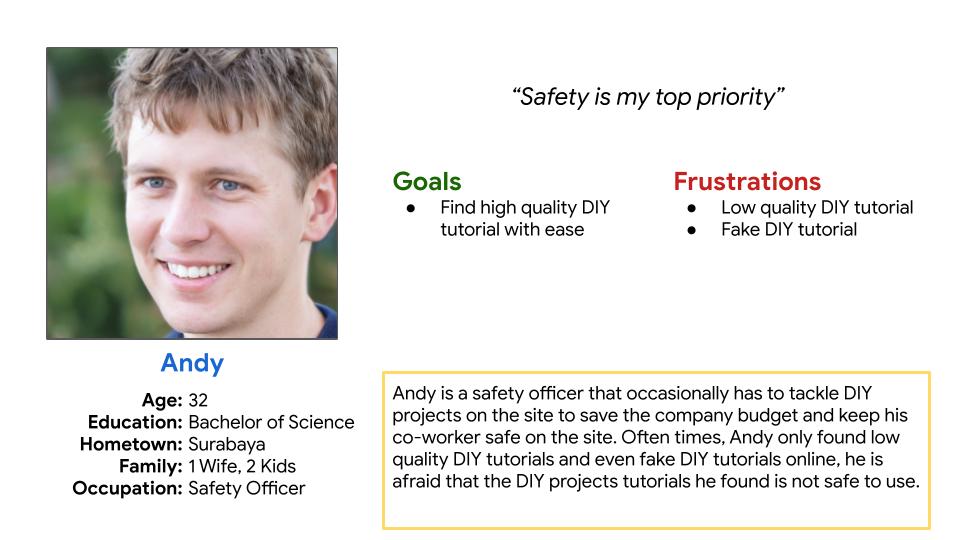 “Safety is my top priority”
Goals
● Find high quality DIY
tutorial with ease
Frustrations
● Low quality DIY tutorial
● Fake DIY tutorial
Andy
Age: 32
Education: Bachelor of Science
Hometown: Surabaya
Family: 1 Wife, 2 Kids
Occupation: Safety Officer
Andy is a safety officer that occasionally has to tackle DIY
projects on the site to save the company budget and keep his
co-worker safe on the site. Often times, Andy only found low
quality DIY tutorials and even fake DIY tutorials online, he is
afraid that the DIY projects tutorials he found is not safe to use.